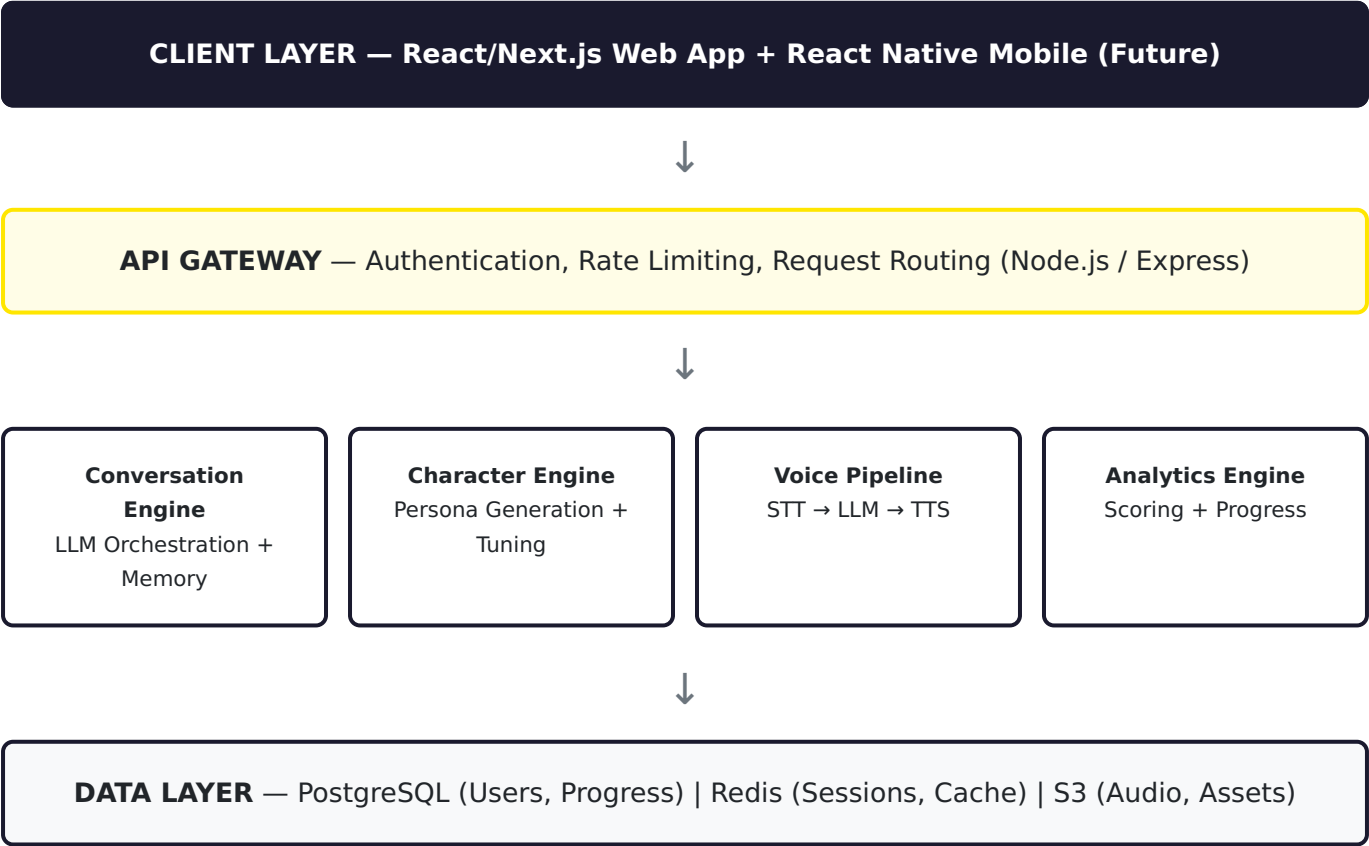 CLIENT LAYER — React/Next.js Web App + React Native Mobile (Future)
↓
API GATEWAY — Authentication, Rate Limiting, Request Routing (Node.js / Express)
↓
Conversation
Engine
LLM Orchestration +
Memory
Character Engine
Persona Generation +
Tuning
Voice Pipeline
STT → LLM → TTS
Analytics Engine
Scoring + Progress
↓
DATA LAYER — PostgreSQL (Users, Progress) | Redis (Sessions, Cache) | S3 (Audio, Assets)